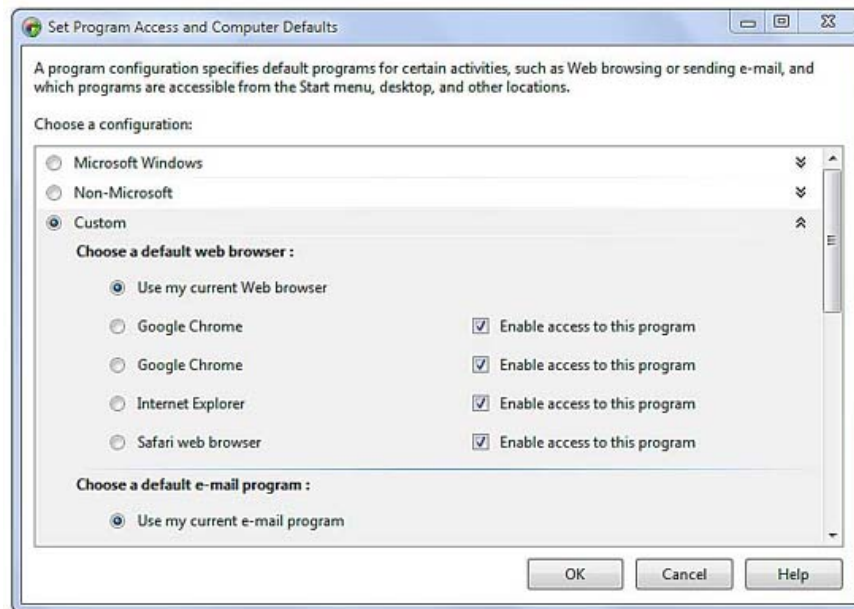 Set Program Access and Computer Defaults
A program configuration specifies default programs for certain activities, such as Web browsing or sending e-mail, and
which programs are accessible from the Start menu, desktop, and other locations.
Choose a configuration:
Microsoft Windows
Non-Microsoft
Custom
Choose a default web browser :
Use my current Web browser
Google Chrome Enable access to this program
Google Chrome Enable access to this program
Internet Explorer Enable access to this program
Safari web browser Enable access to this program
Choose a default e-mail program :
Use my current e-mail program
OK Cancel Help